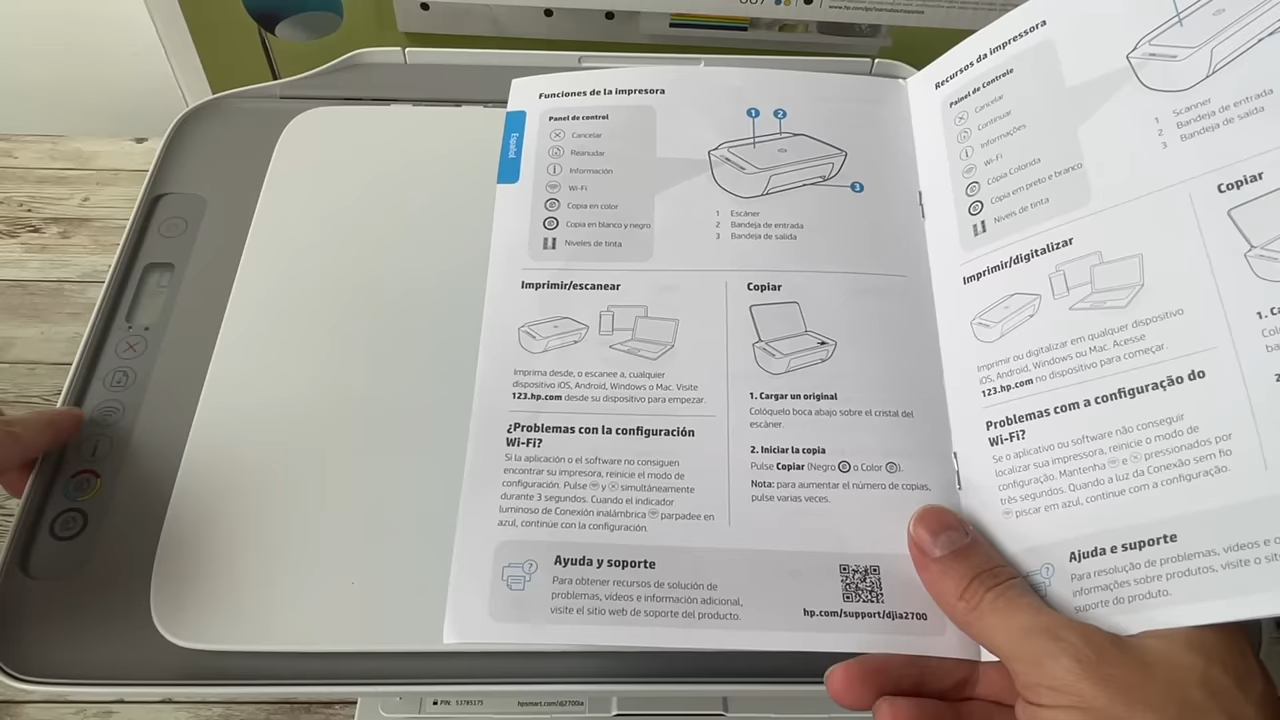 hp.com/jp/learnaboutsupplies
Funciones de la impresora
Español
Panel de control
Cancelar
Reanudar
Información
Wi-Fi
Copia en color
Copia en blanco y negro
Niveles de tinta
1
2
3
1 Escáner
2 Bandeja de entrada
3 Bandeja de salida
Imprimir/escanear
Imprima desde, o escanee a, cualquier
dispositivo iOS, Android, Windows o Mac. Visite
123.hp.com desde su dispositivo para empezar.
¿Problemas con la configuración
Wi-Fi?
Si la aplicación o el software no consiguen
encontrar su impresora, reinicie el modo de
configuración. Pulse y simultáneamente
durante 3 segundos. Cuando el indicador
luminoso de Conexión inalámbrica parpadee en
azul, continúe con la configuración.
Copiar
1. Cargar un original
Colóquelo boca abajo sobre el cristal del
escáner.
2. Iniciar la copia
Pulse Copiar (Negro o Color ).
Nota: para aumentar el número de copias,
pulse varias veces.
Ayuda y soporte
Para obtener recursos de solución de
problemas, vídeos e información adicional,
visite el sitio web de soporte del producto.
hp.com/support/djia2700
Recursos da impressora
Painel de Controle
Cancelar
Continuar
Informações
Wi-Fi
Cópia Colorida
Cópia em preto e branco
Níveis de tinta
1 Scanner
2 Bandeja de entrada
3 Bandeja de saída
Imprimir/digitalizar
Imprimir ou digitalizar em qualquer dispositivo
iOS, Android, Windows ou Mac. Acesse
123.hp.com no dispositivo para começar.
Problemas com a configuração do
Wi-Fi?
Se o aplicativo ou software não conseguir
localizar sua impressora, reinicie o modo de
configuração. Mantenha e pressionados por
três segundos. Quando a luz da Conexão sem fio
piscar em azul, continue com a configuração.
Copiar
1.
Ajuda e suporte
Para resolução de problemas, vídeos e
informações sobre produtos, visite o
suporte do produto.
PIN: 53785175
hpsmart.com/dj2700ia